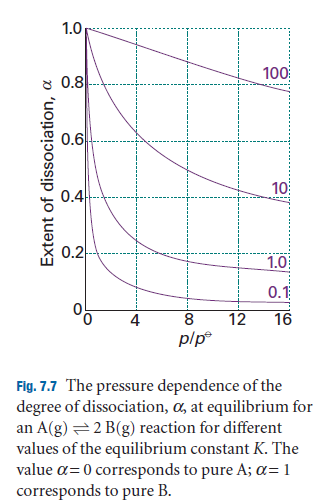 1.0
100
0.8
Extent of dissociation, α
0.6
10
0.4
0.2
1.0
0.1
0
0 4 8 12 16
p/p⦵
Fig. 7.7 The pressure dependence of the
degree of dissociation, α, at equilibrium for
an A(g) ⇌ 2 B(g) reaction for different
values of the equilibrium constant K. The
value α = 0 corresponds to pure A; α = 1
corresponds to pure B.